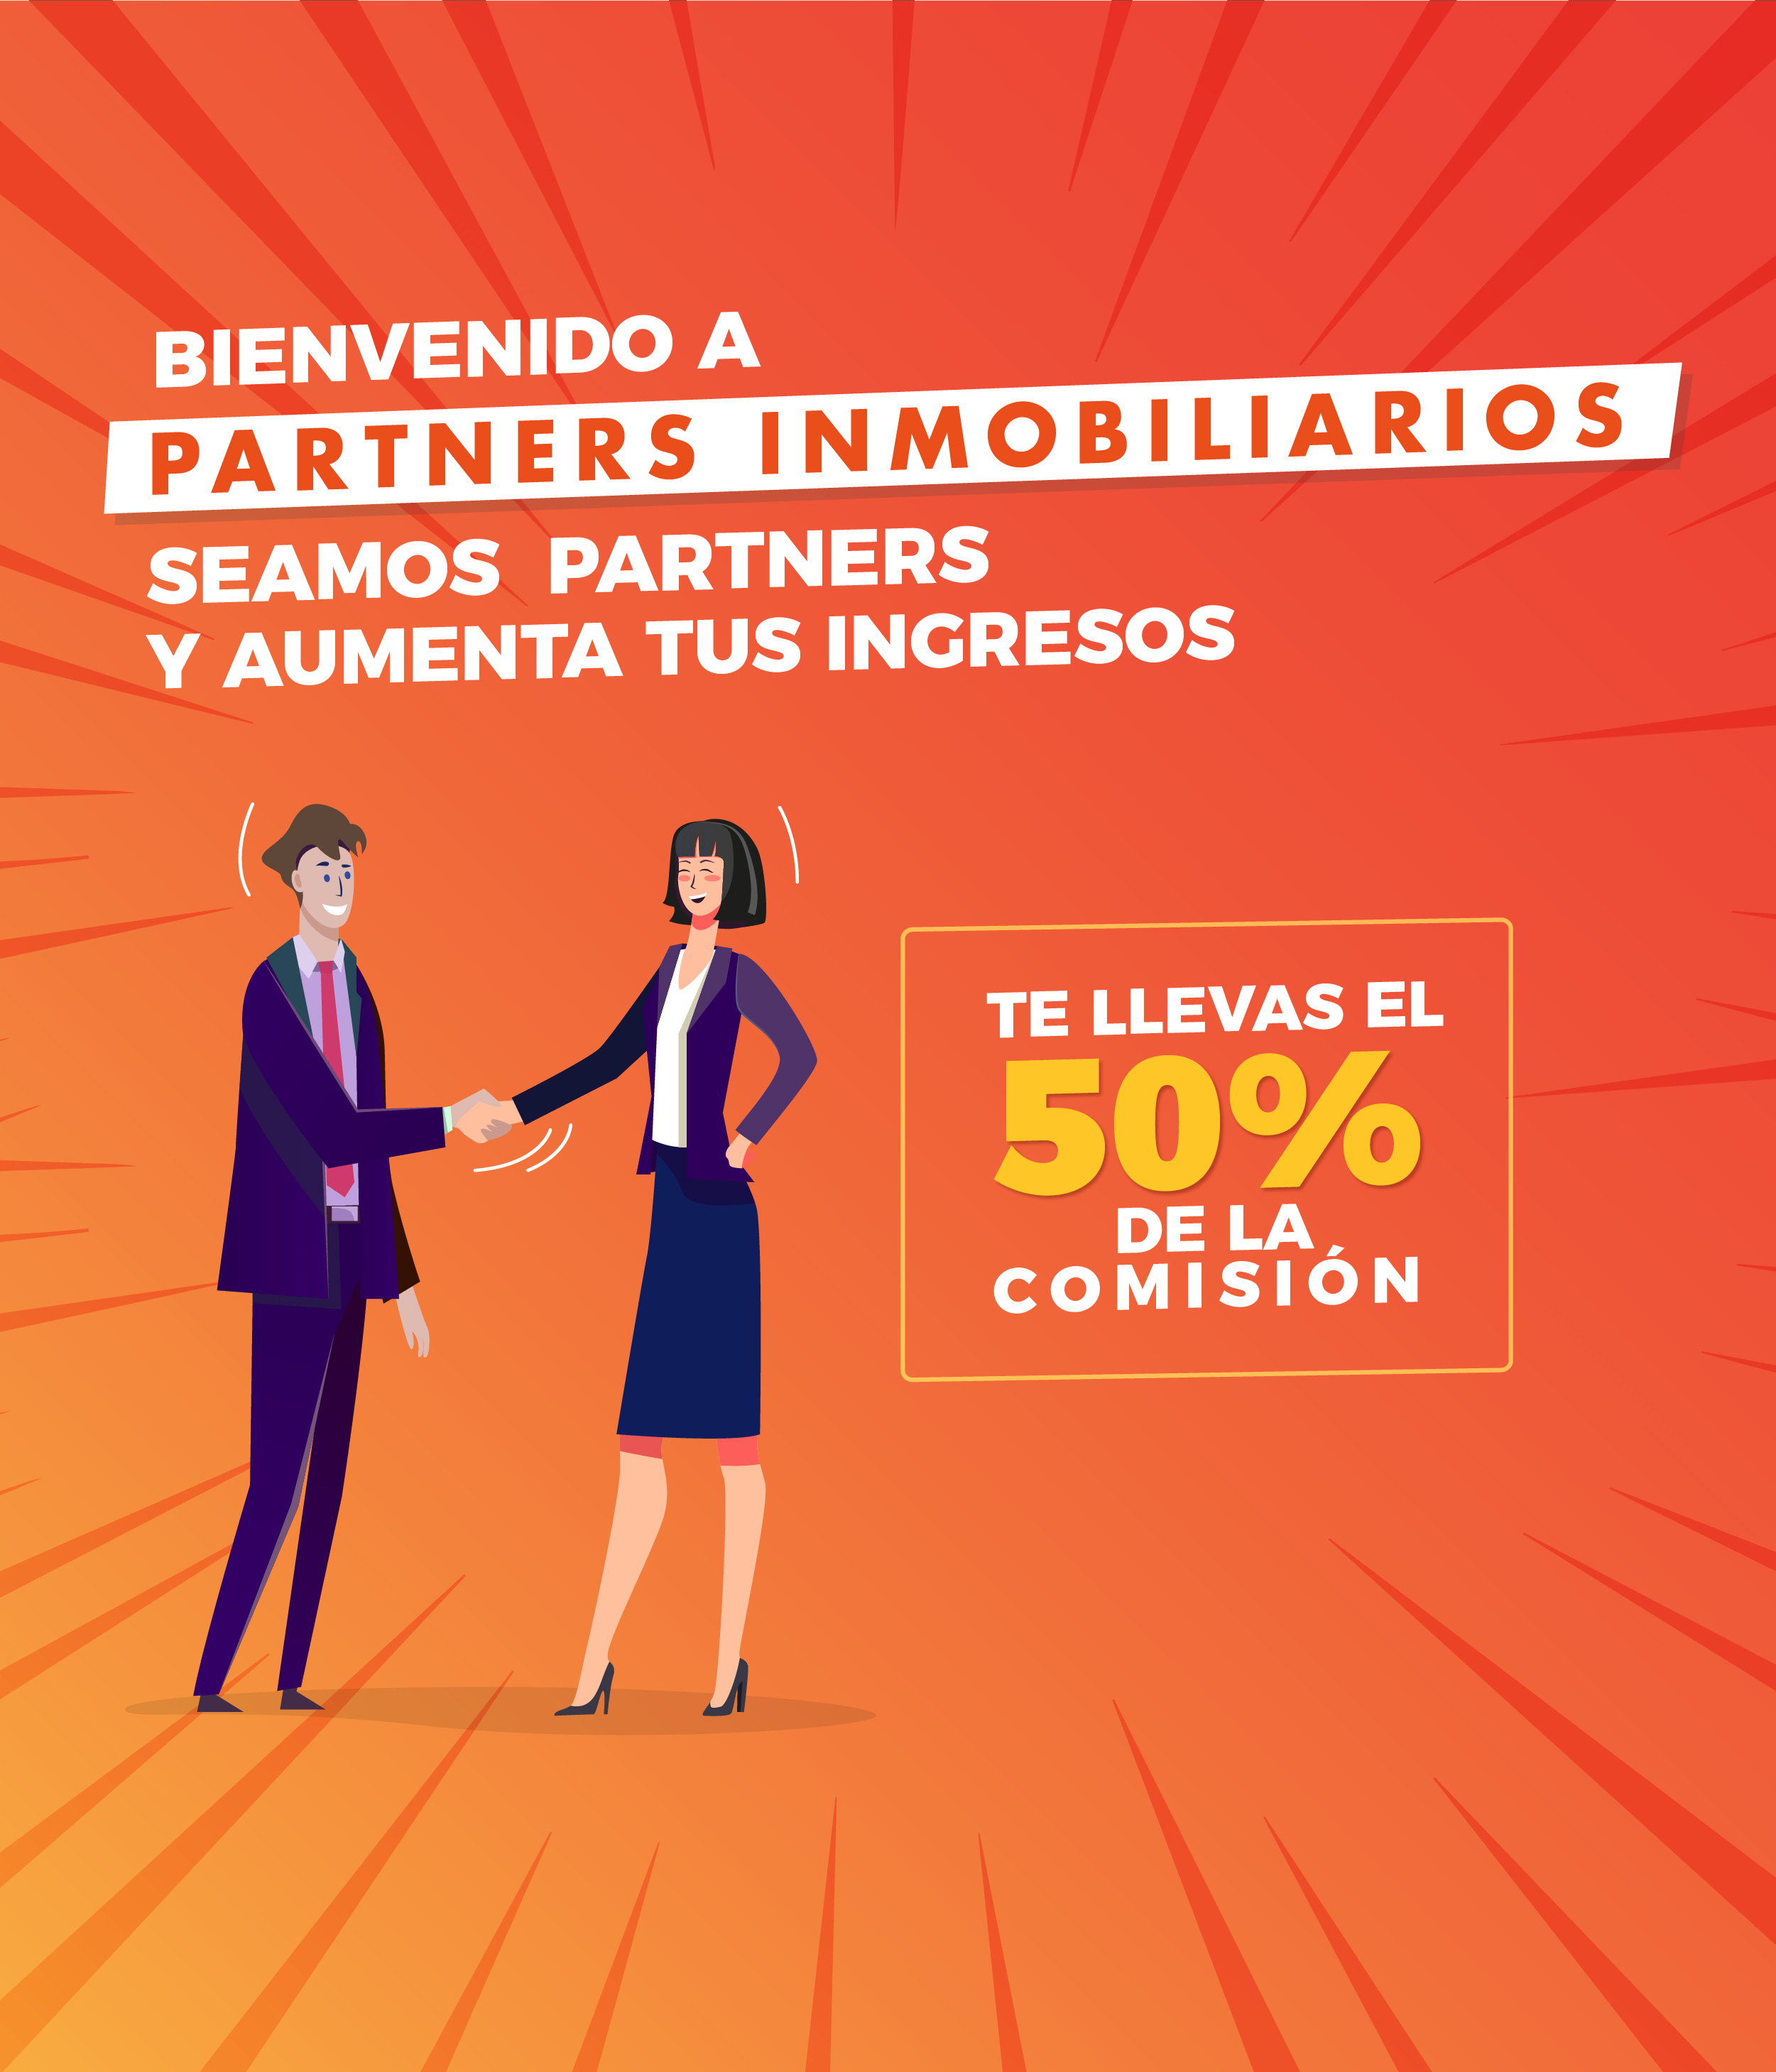 BIENVENIDO A
PARTNERS INMOBILIARIOS
SEAMOS PARTNERS
Y AUMENTA TUS INGRESOS
TE LLEVAS EL
50%
DE LA
COMISIÓN